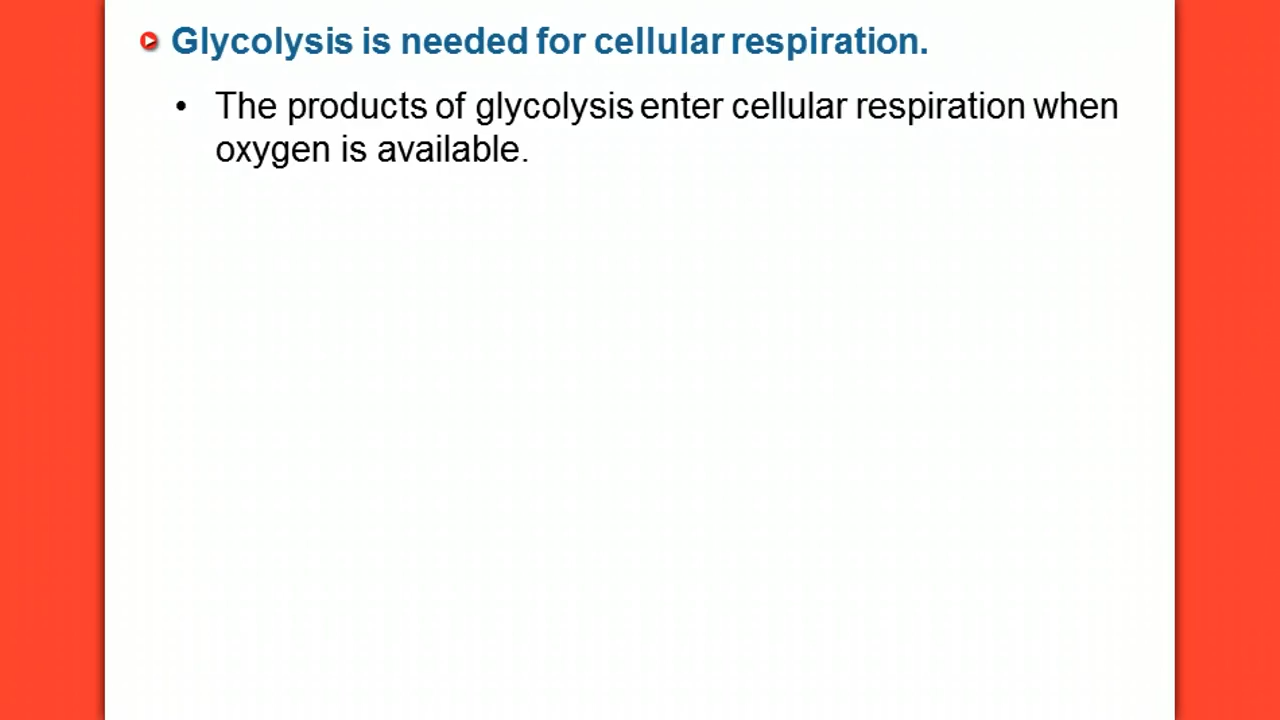 Glycolysis is needed for cellular respiration.
• The products of glycolysis enter cellular respiration when
oxygen is available.